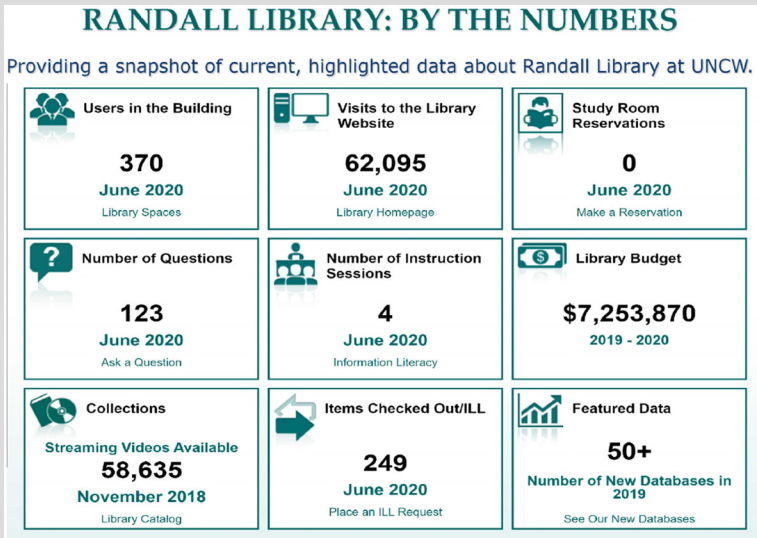 RANDALL LIBRARY: BY THE NUMBERS
Providing a snapshot of current, highlighted data about Randall Library at UNCW.
Users in the Building
370
June 2020
Library Spaces
Visits to the Library
Website
62,095
June 2020
Library Homepage
Study Room
Reservations
0
June 2020
Make a Reservation
?
Number of Questions
123
June 2020
Ask a Question
Number of Instruction
Sessions
4
June 2020
Information Literacy
$
Library Budget
$7,253,870
2019 - 2020
Collections
Streaming Videos Available
58,635
November 2018
Library Catalog
Items Checked Out/ILL
249
June 2020
Place an ILL Request
Featured Data
50+
Number of New Databases in
2019
See Our New Databases